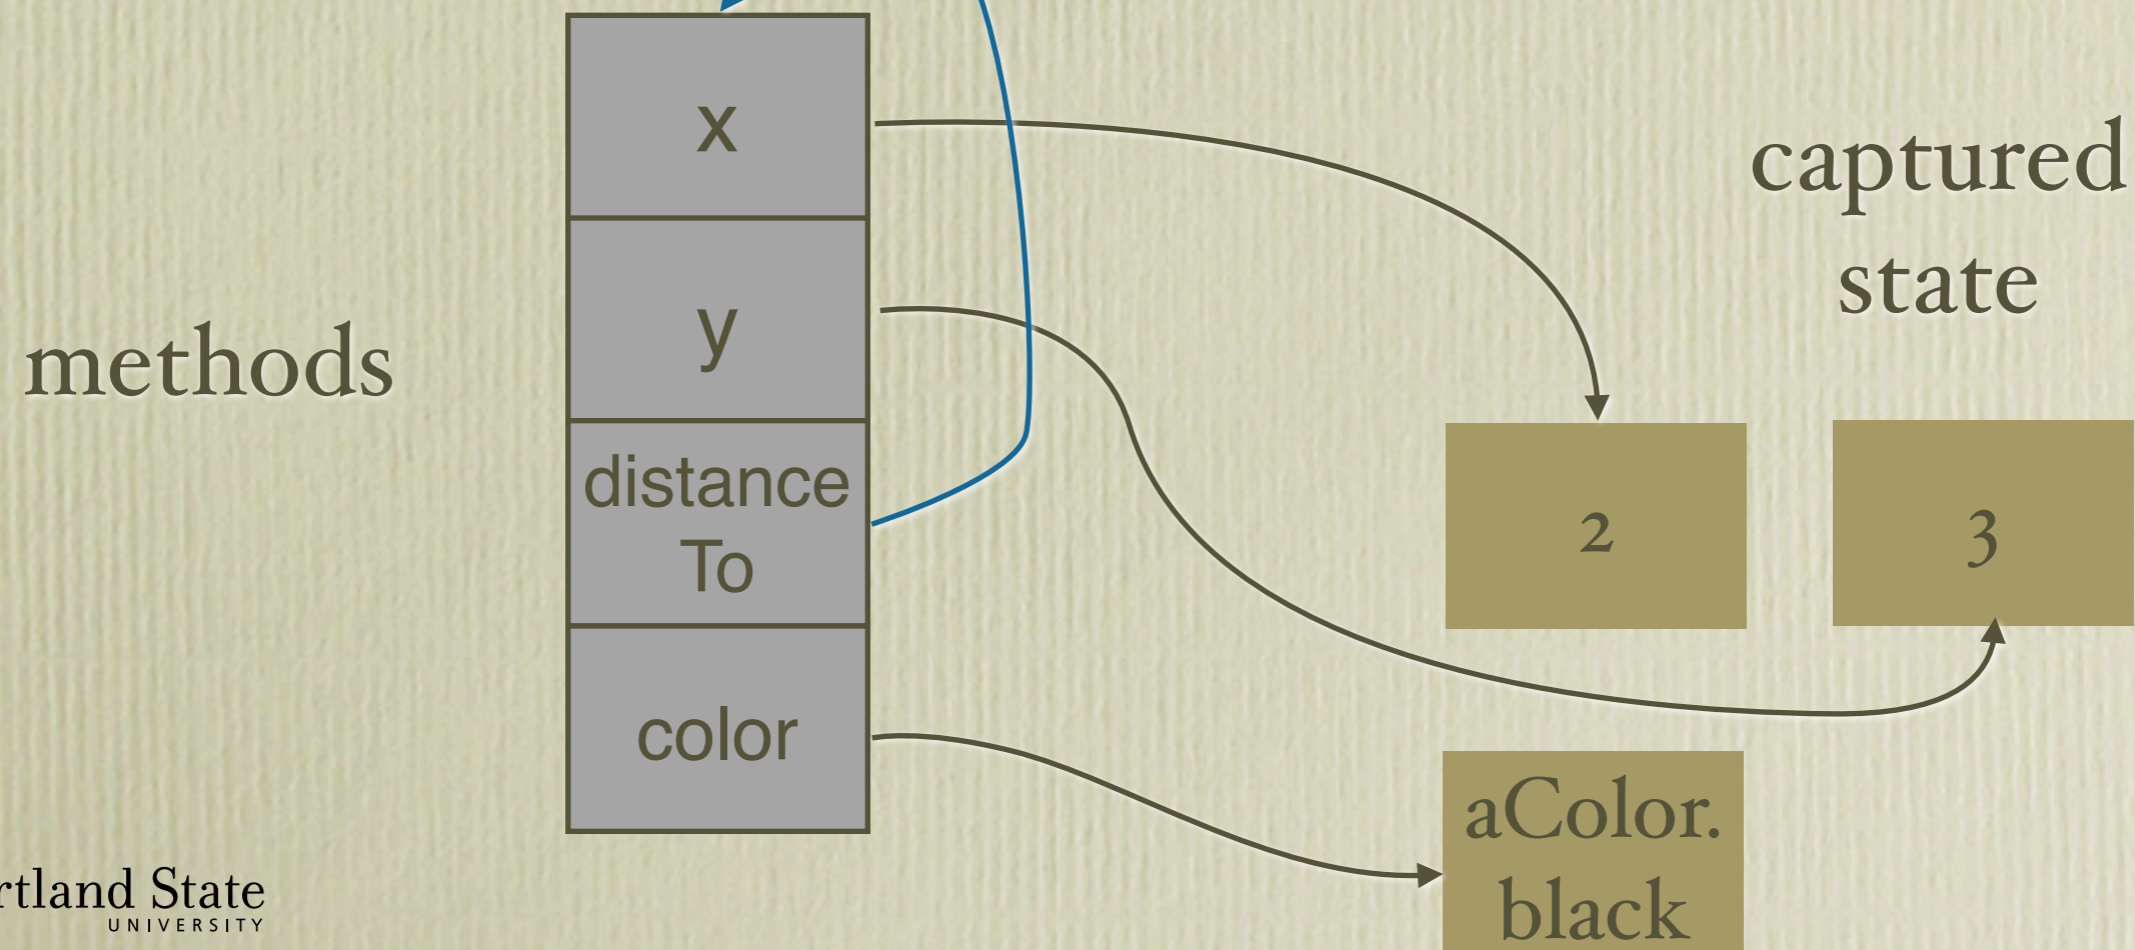 x
captured
state
y
methods
distance
To
2
3
color
aColor.
black
rtland State
UNIVERSITY